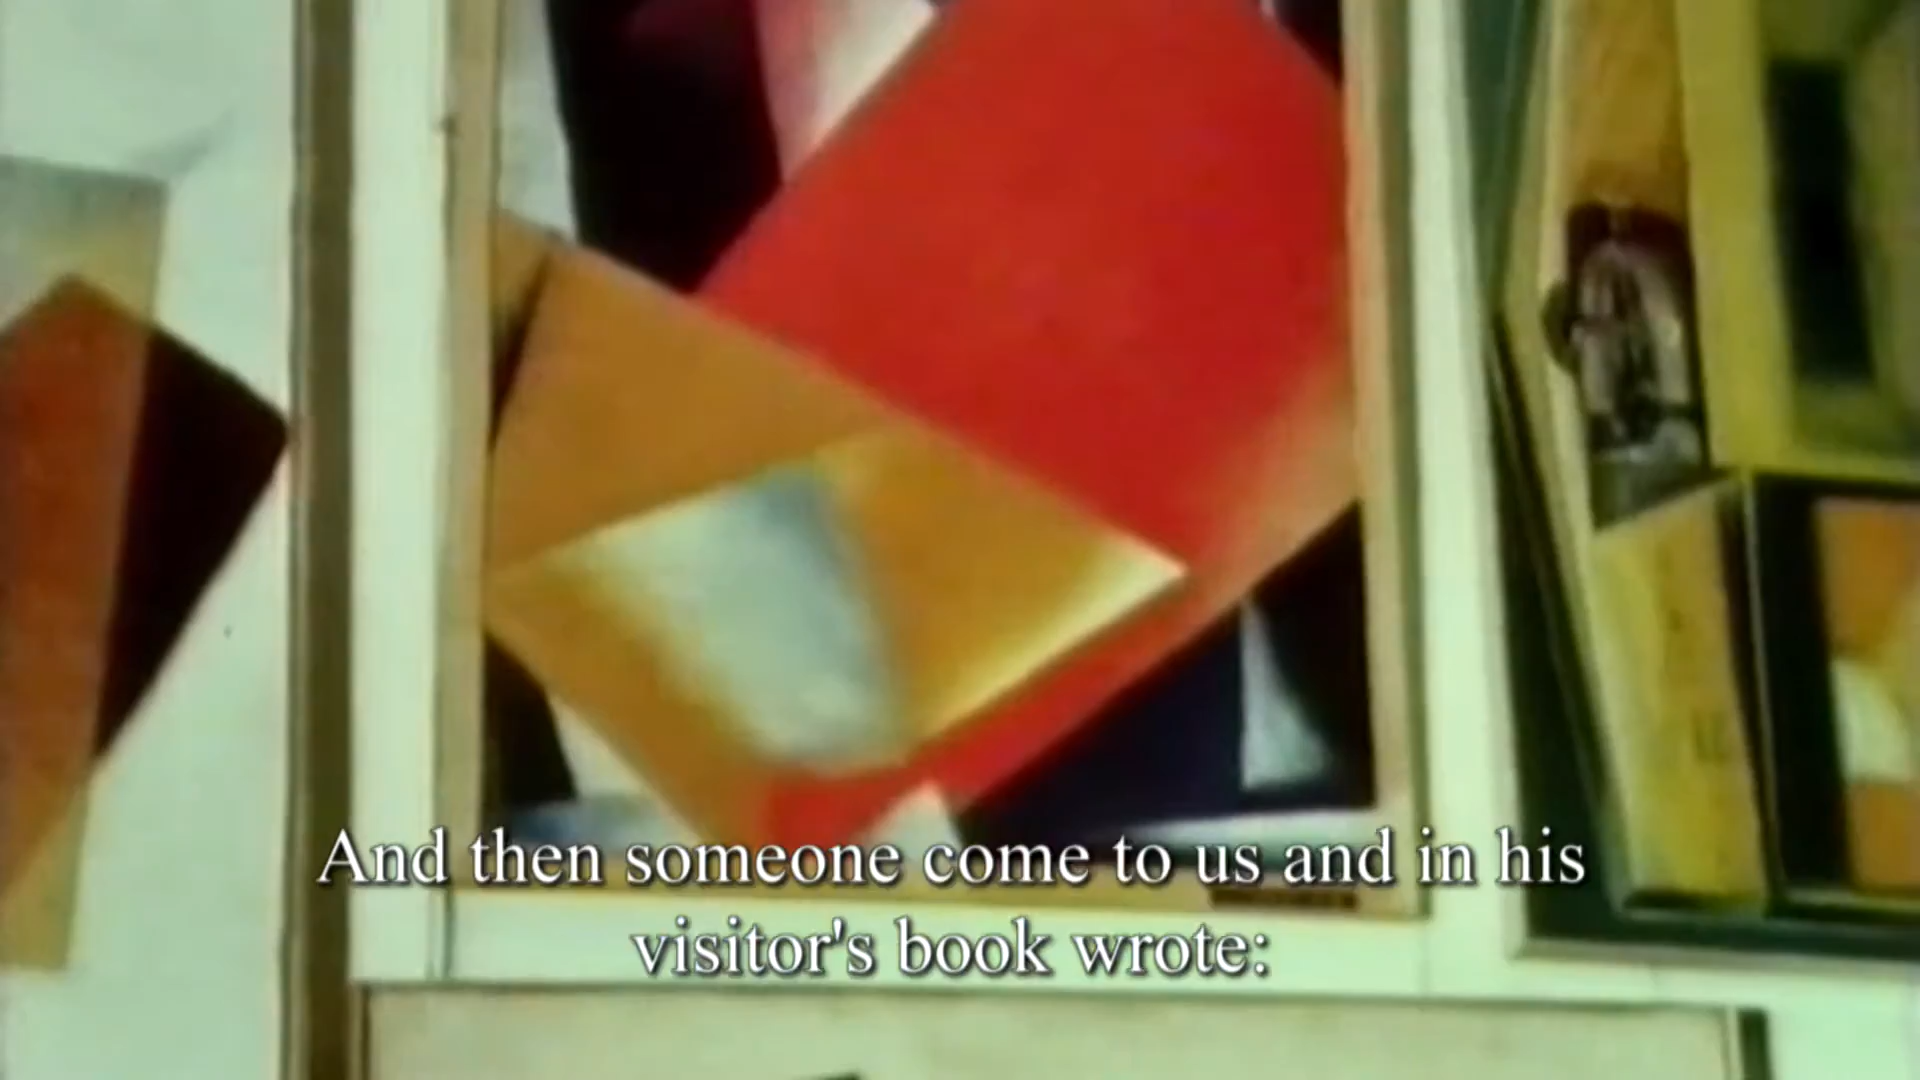 And then someone come to us and in his
visitor's book wrote: